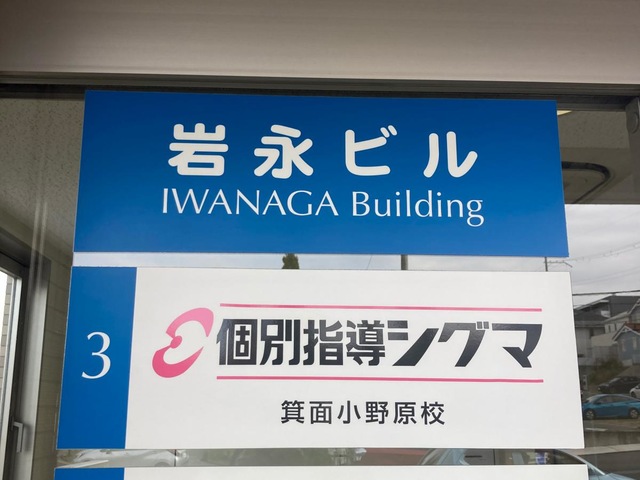 岩永ビル
IWANAGA Building
3
個別指導シグマ
箕面小野原校